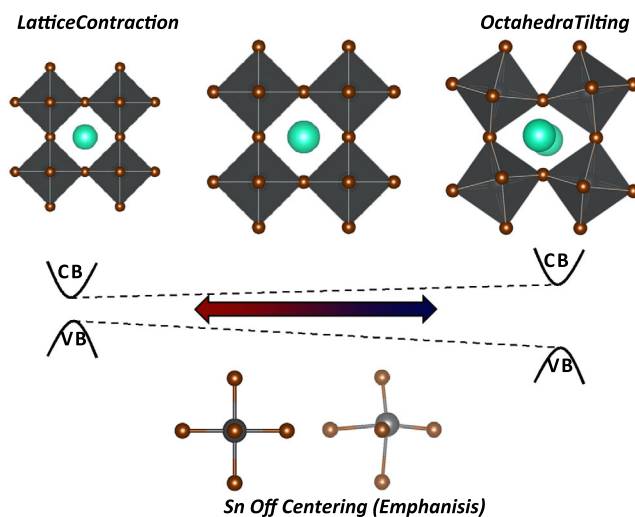 LatticeContraction
OctahedraTilting
CB
CB
VB
VB
Sn Off Centering (Emphanisis)